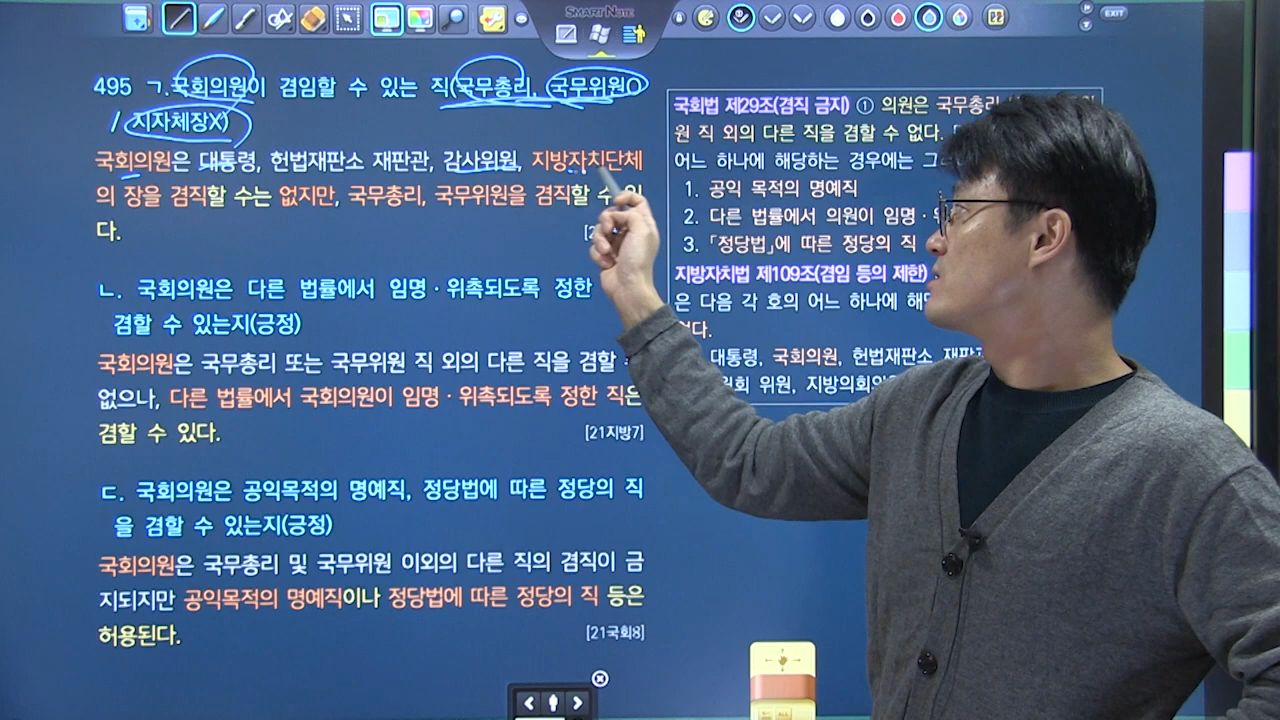 SMART NOTE
EXIT
495 ㄱ.국회의원이 겸임할 수 있는 직(국무총리, 국무위원O
/ 지자체장X)
국회의원은 대통령, 헌법재판소 재판관, 감사위원, 지방자치단체
의 장을 겸직할 수는 없지만, 국무총리, 국무위원을 겸직할 수
다.
ㄴ. 국회의원은 다른 법률에서 임명·위촉되도록 정한
겸할 수 있는지(긍정)
국회의원은 국무총리 또는 국무위원 직 외의 다른 직을 겸할
없으나, 다른 법률에서 국회의원이 임명·위촉되도록 정한 직은
겸할 수 있다. [21지방7]
ㄷ. 국회의원은 공익목적의 명예직, 정당법에 따른 정당의 직
을 겸할 수 있는지(긍정)
국회의원은 국무총리 및 국무위원 이외의 다른 직의 겸직이 금
지되지만 공익목적의 명예직이나 정당법에 따른 정당의 직 등은
허용된다. [21국회8]
국회법 제29조(겸직 금지) ① 의원은 국무총리
원 직 외의 다른 직을 겸할 수 없다.
어느 하나에 해당하는 경우에는
1. 공익 목적의 명예직
2. 다른 법률에서 의원이 임명·
3. 「정당법」에 따른 정당의 직
지방자치법 제109조(겸임 등의 제한)
은 다음 각 호의 어느 하나에
없다.
대통령, 국회의원, 헌법재판소
위원, 지방의회의원